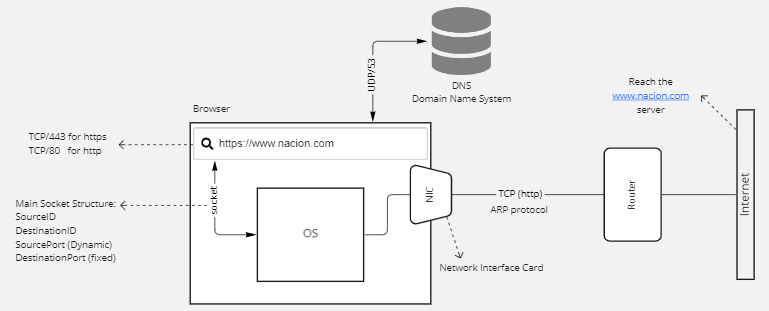 DNS
Domain Name System
UDP/53
Reach the
www.nacion.com
server
Browser
TCP/443 for https
TCP/80 for http
https://www.nacion.com
Main Socket Structure:
SourceID
DestinationID
SourcePort (Dynamic)
DestinationPort (fixed)
socket
OS
NIC
TCP (http)
ARP protocol
Router
Internet
Network Interface Card